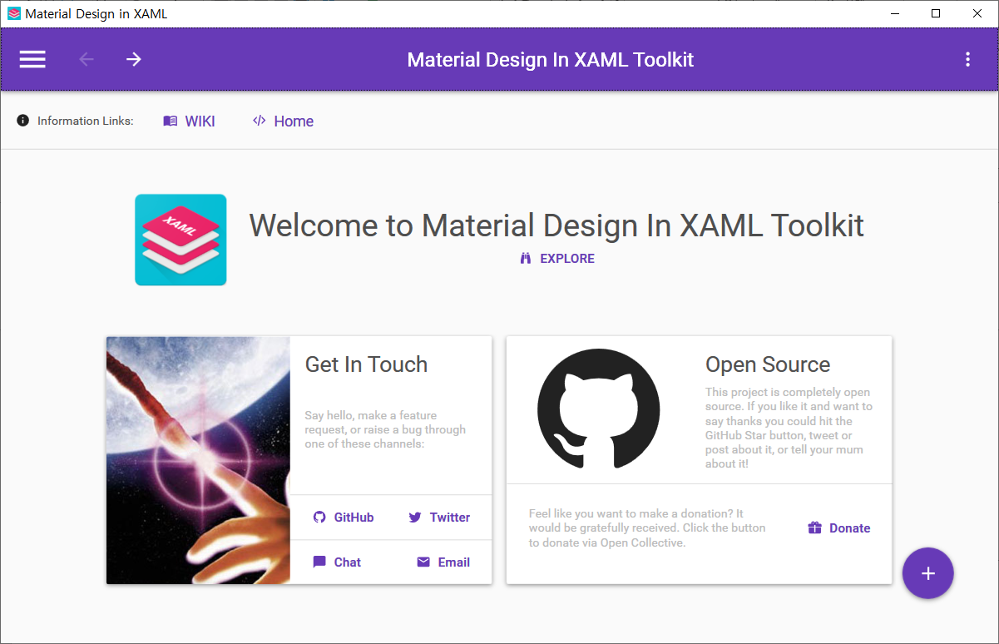 Material Design in XAML
Material Design In XAML Toolkit
Information Links:
WIKI
Home
XAML
Welcome to Material Design In XAML Toolkit
EXPLORE
Get In Touch
Say hello, make a feature
request, or raise a bug through
one of these channels:
GitHub
Twitter
Chat
Email
Open Source
This project is completely open
source. If you like it and want to
say thanks you could hit the
GitHub Star button, tweet or
post about it, or tell your mum
about it!
Feel like you want to make a donation? It
would be gratefully received. Click the button
to donate via Open Collective.
Donate